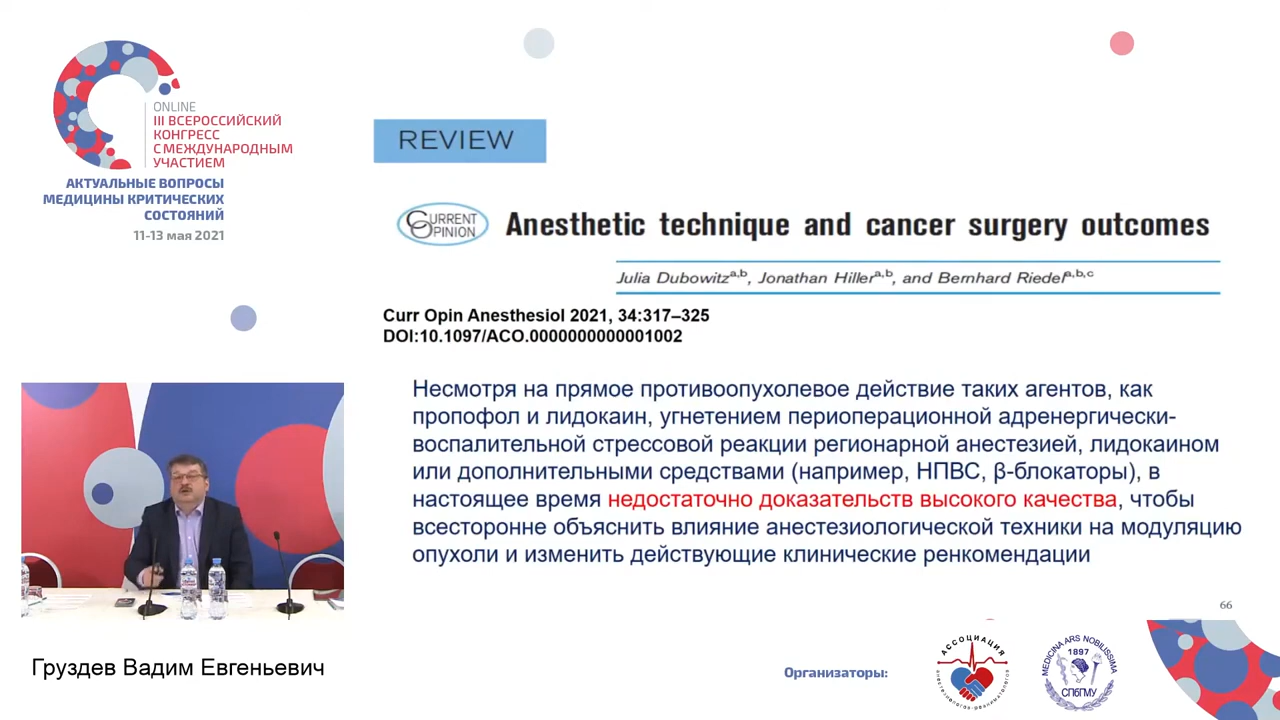 ONLINE
III ВСЕРОССИЙСКИЙ
КОНГРЕСС
С МЕЖДУНАРОДНЫМ
УЧАСТИЕМ
АКТУАЛЬНЫЕ ВОПРОСЫ
МЕДИЦИНЫ КРИТИЧЕСКИХ
СОСТОЯНИЙ
11-13 мая 2021
REVIEW
CURRENT
OPINION
Anesthetic technique and cancer surgery outcomes
Julia Dubowitz^a,b, Jonathan Hiller^a,b, and Bernhard Riedel^a,b,c
Curr Opin Anesthesiol 2021, 34:317–325
DOI:10.1097/ACO.0000000000001002
Несмотря на прямое противоопухолевое действие таких агентов, как
пропофол и лидокаин, угнетением периоперационной адренергически-
воспалительной стрессовой реакции регионарной анестезией, лидокаином
или дополнительными средствами (например, НПВС, β-блокаторы), в
настоящее время недостаточно доказательств высокого качества, чтобы
всесторонне объяснить влияние анестезиологической техники на модуляцию
опухоли и изменить действующие клинические ренкомендации
66
Груздев Вадим Евгеньевич
Организаторы:
АССОЦИАЦИЯ
анестезиологов-реаниматологов
MEDICINA ARS NOBILISSIMA
1897
СПбГМУ